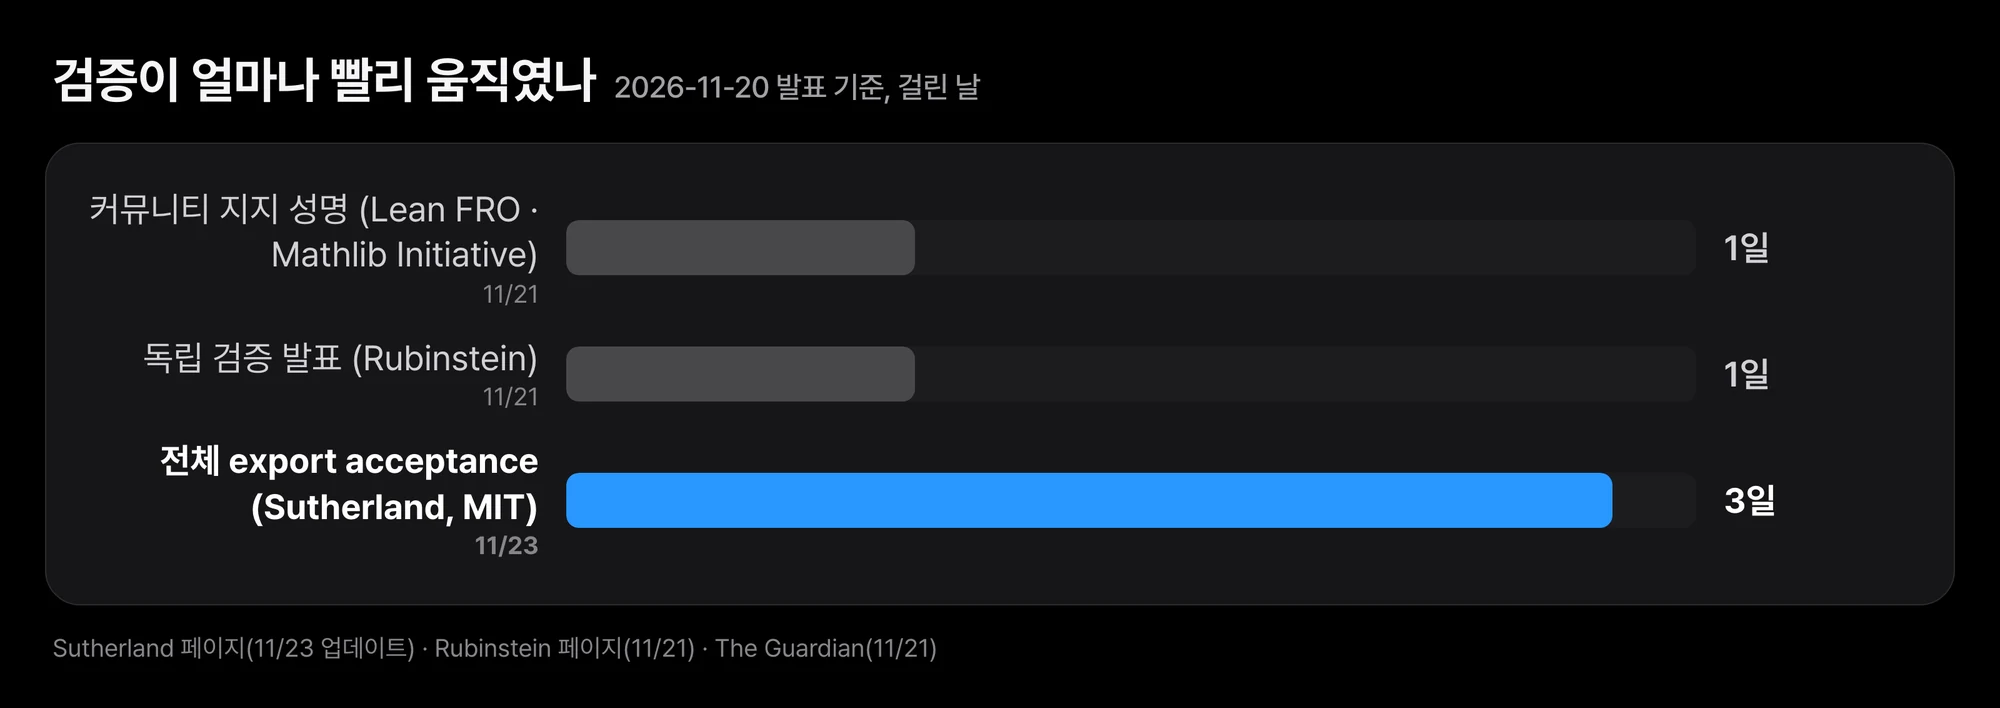 검증이 얼마나 빨리 움직였나 2026-11-20 발표 기준, 걸린 날
커뮤니티 지지 성명 (Lean FRO ·
Mathlib Initiative)
11/21
1일
독립 검증 발표 (Rubinstein)
11/21
1일
전체 export acceptance
(Sutherland, MIT)
11/23
3일
Sutherland 페이지(11/23 업데이트) · Rubinstein 페이지(11/21) · The Guardian(11/21)